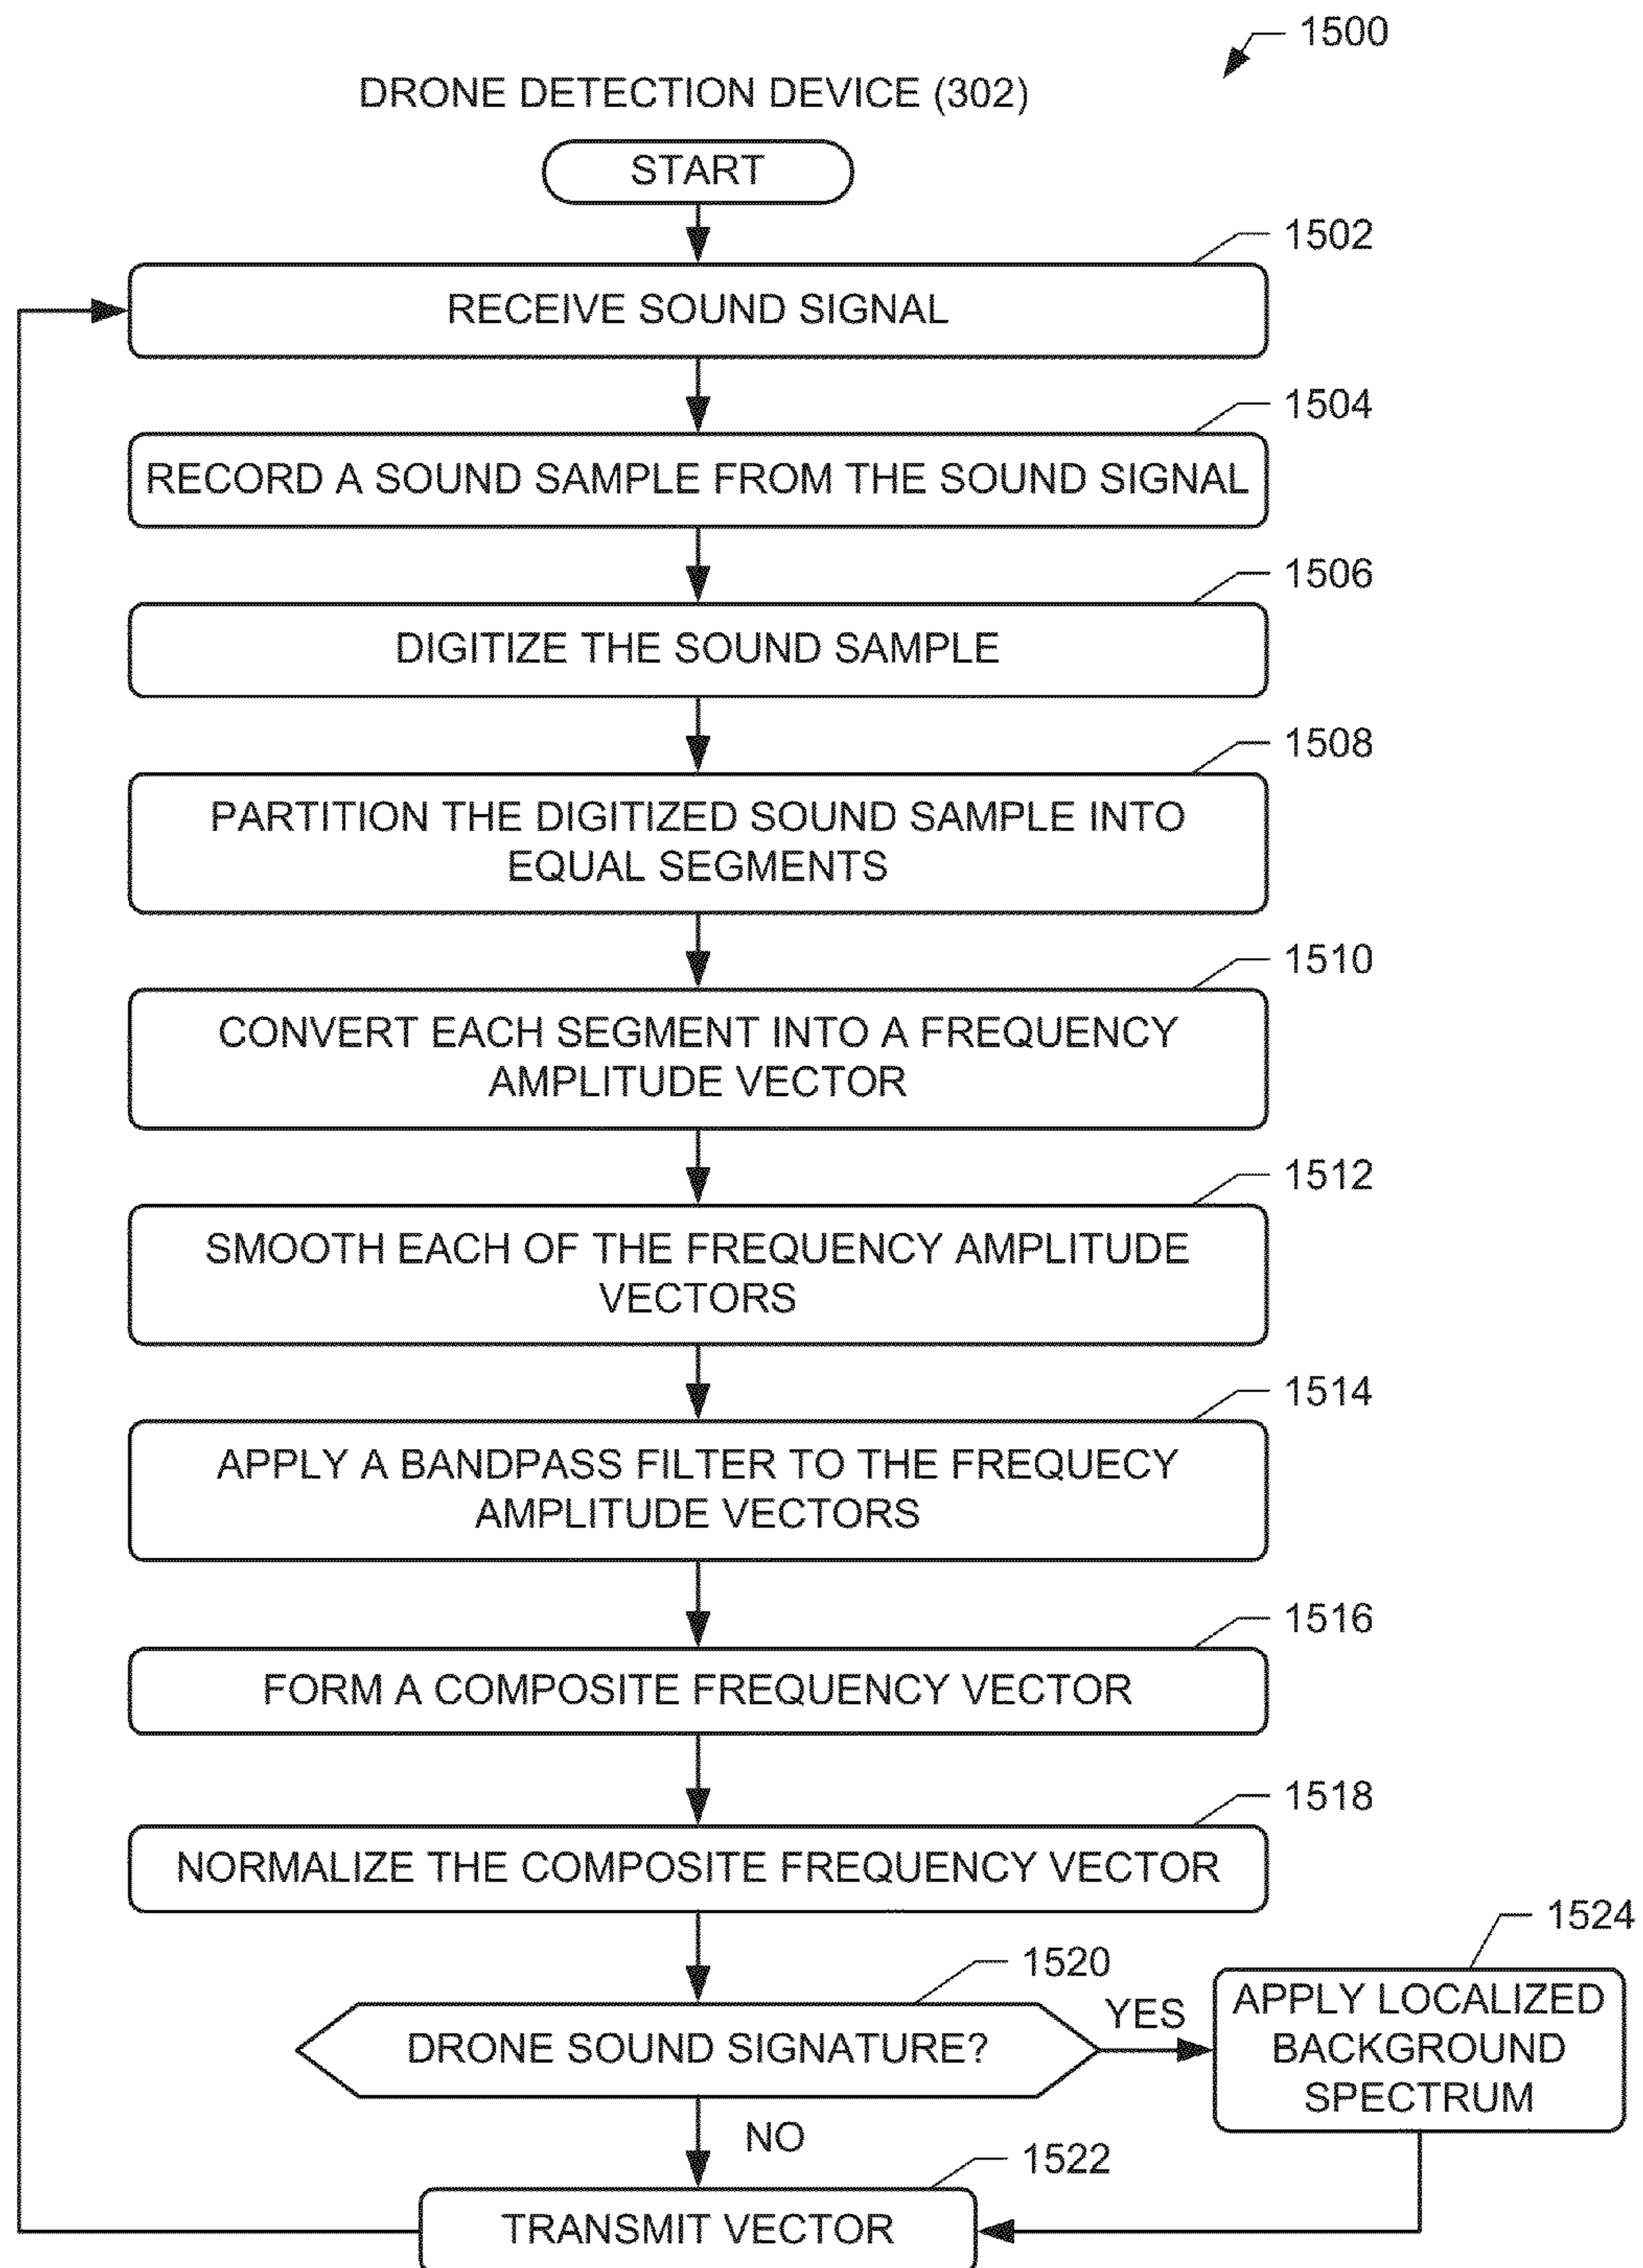 1500
DRONE DETECTION DEVICE (302)
START
1502
RECEIVE SOUND SIGNAL
1504
RECORD A SOUND SAMPLE FROM THE SOUND SIGNAL
1506
DIGITIZE THE SOUND SAMPLE
1508
PARTITION THE DIGITIZED SOUND SAMPLE INTO
EQUAL SEGMENTS
1510
CONVERT EACH SEGMENT INTO A FREQUENCY
AMPLITUDE VECTOR
1512
SMOOTH EACH OF THE FREQUENCY AMPLITUDE
VECTORS
1514
APPLY A BANDPASS FILTER TO THE FREQUECY
AMPLITUDE VECTORS
1516
FORM A COMPOSITE FREQUENCY VECTOR
1518
NORMALIZE THE COMPOSITE FREQUENCY VECTOR
1520
DRONE SOUND SIGNATURE?
YES
1524
APPLY LOCALIZED
BACKGROUND
SPECTRUM
NO
1522
TRANSMIT VECTOR